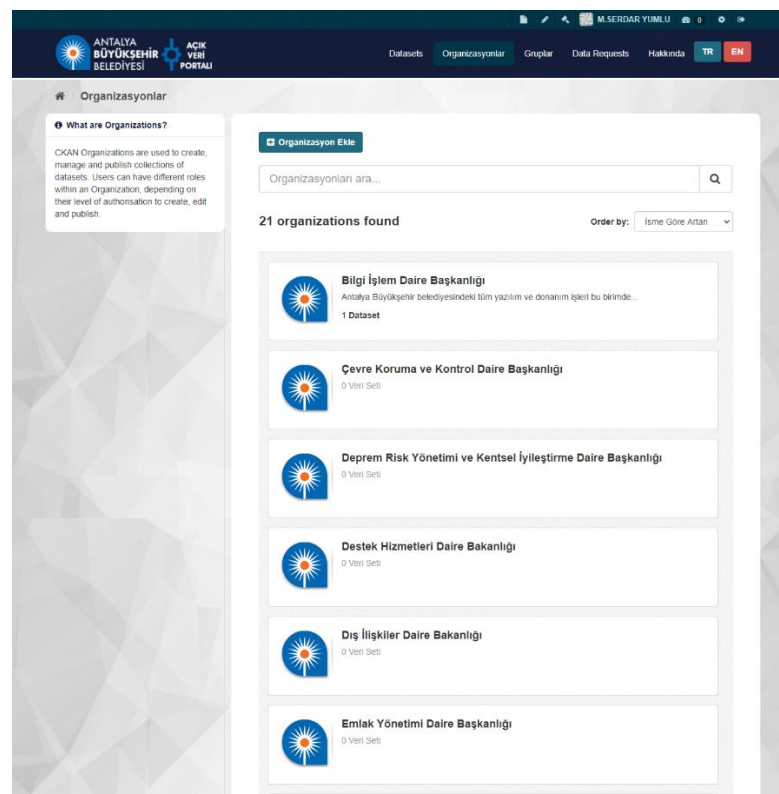 M.SERDAR YUMLU 0
ANTALYA
BÜYÜKŞEHİR
BELEDİYESİ
AÇIK
VERİ
PORTALI
Datasets Organizasyonlar Gruplar Data Requests Hakkında TR EN
Organizasyonlar
What are Organizations?
CKAN Organizations are used to create,
manage and publish collections of
datasets. Users can have different roles
within an Organization, depending on
their level of authorisation to create, edit
and publish.
Organizasyon Ekle
Organizasyonları ara...
21 organizations found
Order by: İsme Göre Artan
Bilgi İşlem Daire Başkanlığı
Antalya Büyükşehir belediyesindeki tüm yazılım ve donanım işleri bu birimde...
1 Dataset
Çevre Koruma ve Kontrol Daire Başkanlığı
0 Veri Seti
Deprem Risk Yönetimi ve Kentsel İyileştirme Daire Başkanlığı
0 Veri Seti
Destek Hizmetleri Daire Bakanlığı
0 Veri Seti
Dış İlişkiler Daire Bakanlığı
0 Veri Seti
Emlak Yönetimi Daire Başkanlığı
0 Veri Seti